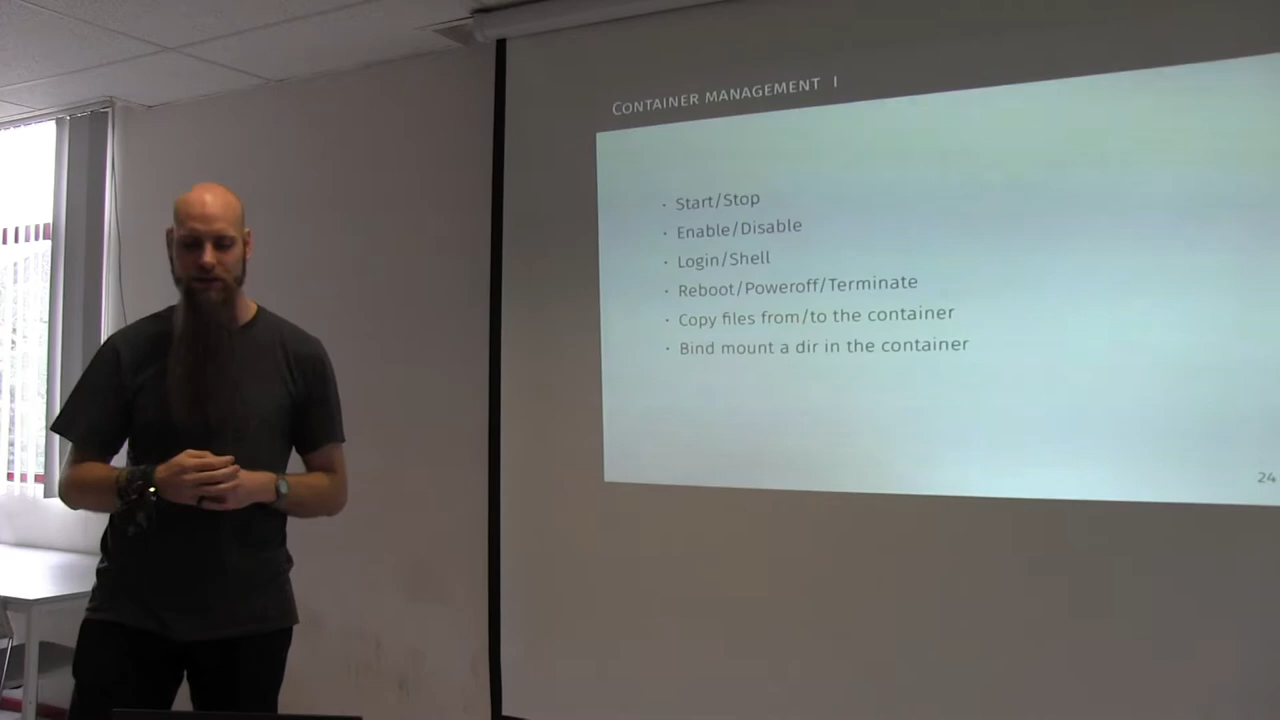 CONTAINER MANAGEMENT I
· Start/Stop
· Enable/Disable
· Login/Shell
· Reboot/Poweroff/Terminate
· Copy files from/to the container
· Bind mount a dir in the container
24